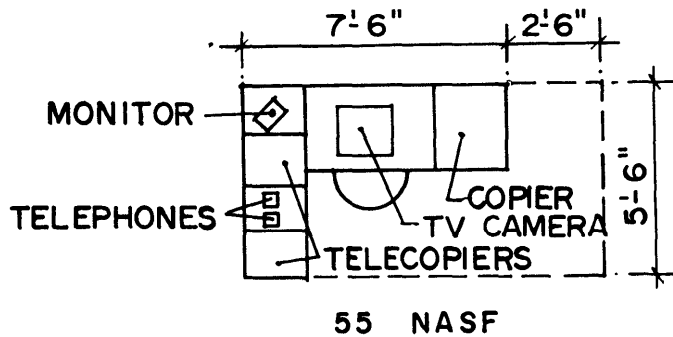 7'-6" 2'-6"
MONITOR
TELEPHONES
COPIER
TV CAMERA
TELECOPIERS
5'-6"
55 NASF